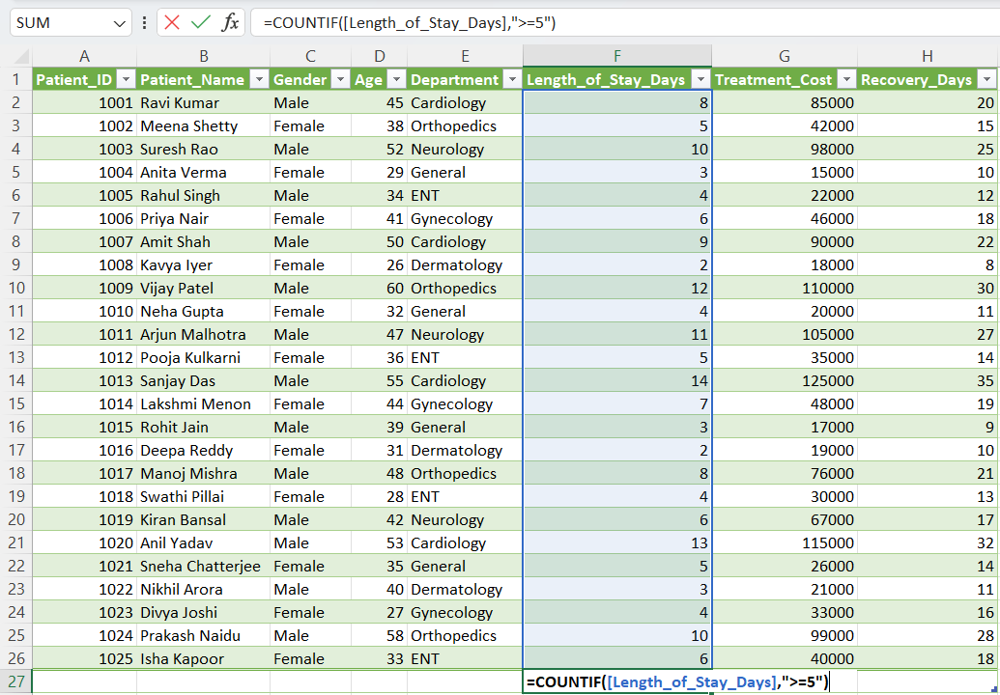 SUM fx =COUNTIF([Length_of_Stay_Days],">=5")
A B C D E F G H
1 Patient_ID Patient_Name Gender Age Department Length_of_Stay_Days Treatment_Cost Recovery_Days
2 1001 Ravi Kumar Male 45 Cardiology 8 85000 20
3 1002 Meena Shetty Female 38 Orthopedics 5 42000 15
4 1003 Suresh Rao Male 52 Neurology 10 98000 25
5 1004 Anita Verma Female 29 General 3 15000 10
6 1005 Rahul Singh Male 34 ENT 4 22000 12
7 1006 Priya Nair Female 41 Gynecology 6 46000 18
8 1007 Amit Shah Male 50 Cardiology 9 90000 22
9 1008 Kavya Iyer Female 26 Dermatology 2 18000 8
10 1009 Vijay Patel Male 60 Orthopedics 12 110000 30
11 1010 Neha Gupta Female 32 General 4 20000 11
12 1011 Arjun Malhotra Male 47 Neurology 11 105000 27
13 1012 Pooja Kulkarni Female 36 ENT 5 35000 14
14 1013 Sanjay Das Male 55 Cardiology 14 125000 35
15 1014 Lakshmi Menon Female 44 Gynecology 7 48000 19
16 1015 Rohit Jain Male 39 General 3 17000 9
17 1016 Deepa Reddy Female 31 Dermatology 2 19000 10
18 1017 Manoj Mishra Male 48 Orthopedics 8 76000 21
19 1018 Swathi Pillai Female 28 ENT 4 30000 13
20 1019 Kiran Bansal Male 42 Neurology 6 67000 17
21 1020 Anil Yadav Male 53 Cardiology 13 115000 32
22 1021 Sneha Chatterjee Female 35 General 5 26000 14
23 1022 Nikhil Arora Male 40 Dermatology 3 21000 11
24 1023 Divya Joshi Female 27 Gynecology 4 33000 16
25 1024 Prakash Naidu Male 58 Orthopedics 10 99000 28
26 1025 Isha Kapoor Female 33 ENT 6 40000 18
27 =COUNTIF([Length_of_Stay_Days],">=5")